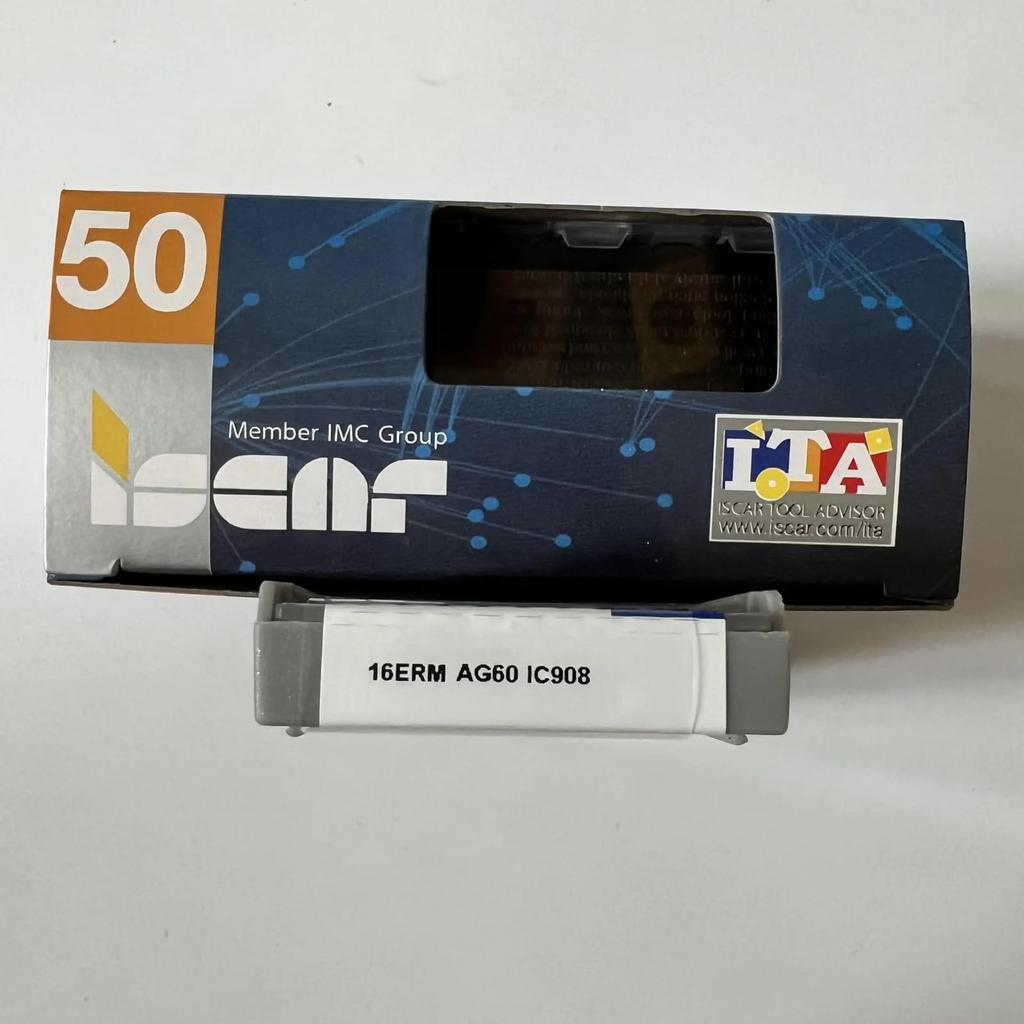 50
Member IMC Group
iscar
ITA
ISCAR TOOL ADVISOR
www.iscar.com/ita
16ERM AG60 IC908